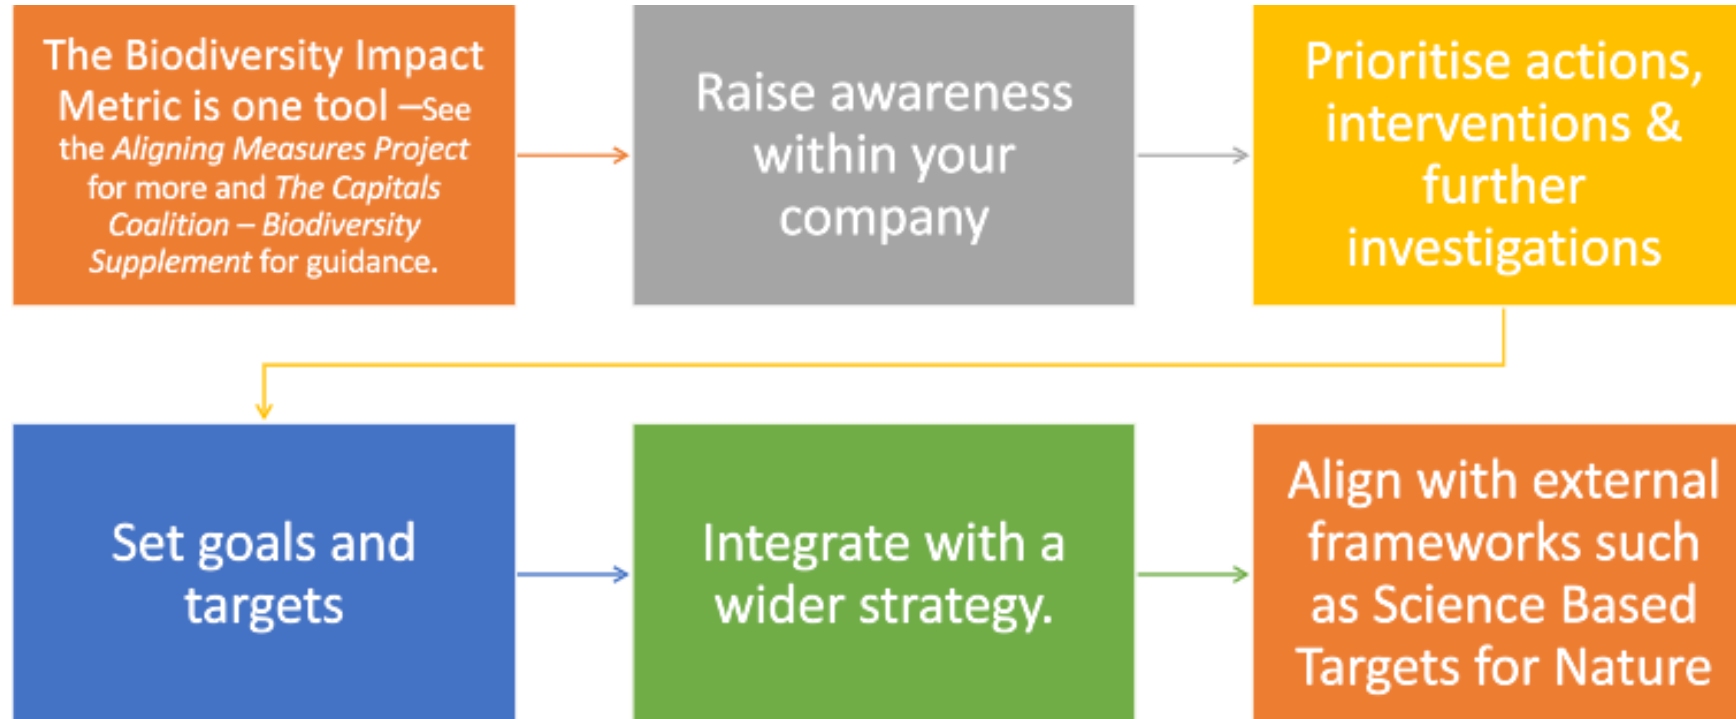 The Biodiversity Impact
Metric is one tool –See
the Aligning Measures Project
for more and The Capitals
Coalition – Biodiversity
Supplement for guidance.
Raise awareness
within your
company
Prioritise actions,
interventions &
further
investigations
Set goals and
targets
Integrate with a
wider strategy.
Align with external
frameworks such
as Science Based
Targets for Nature